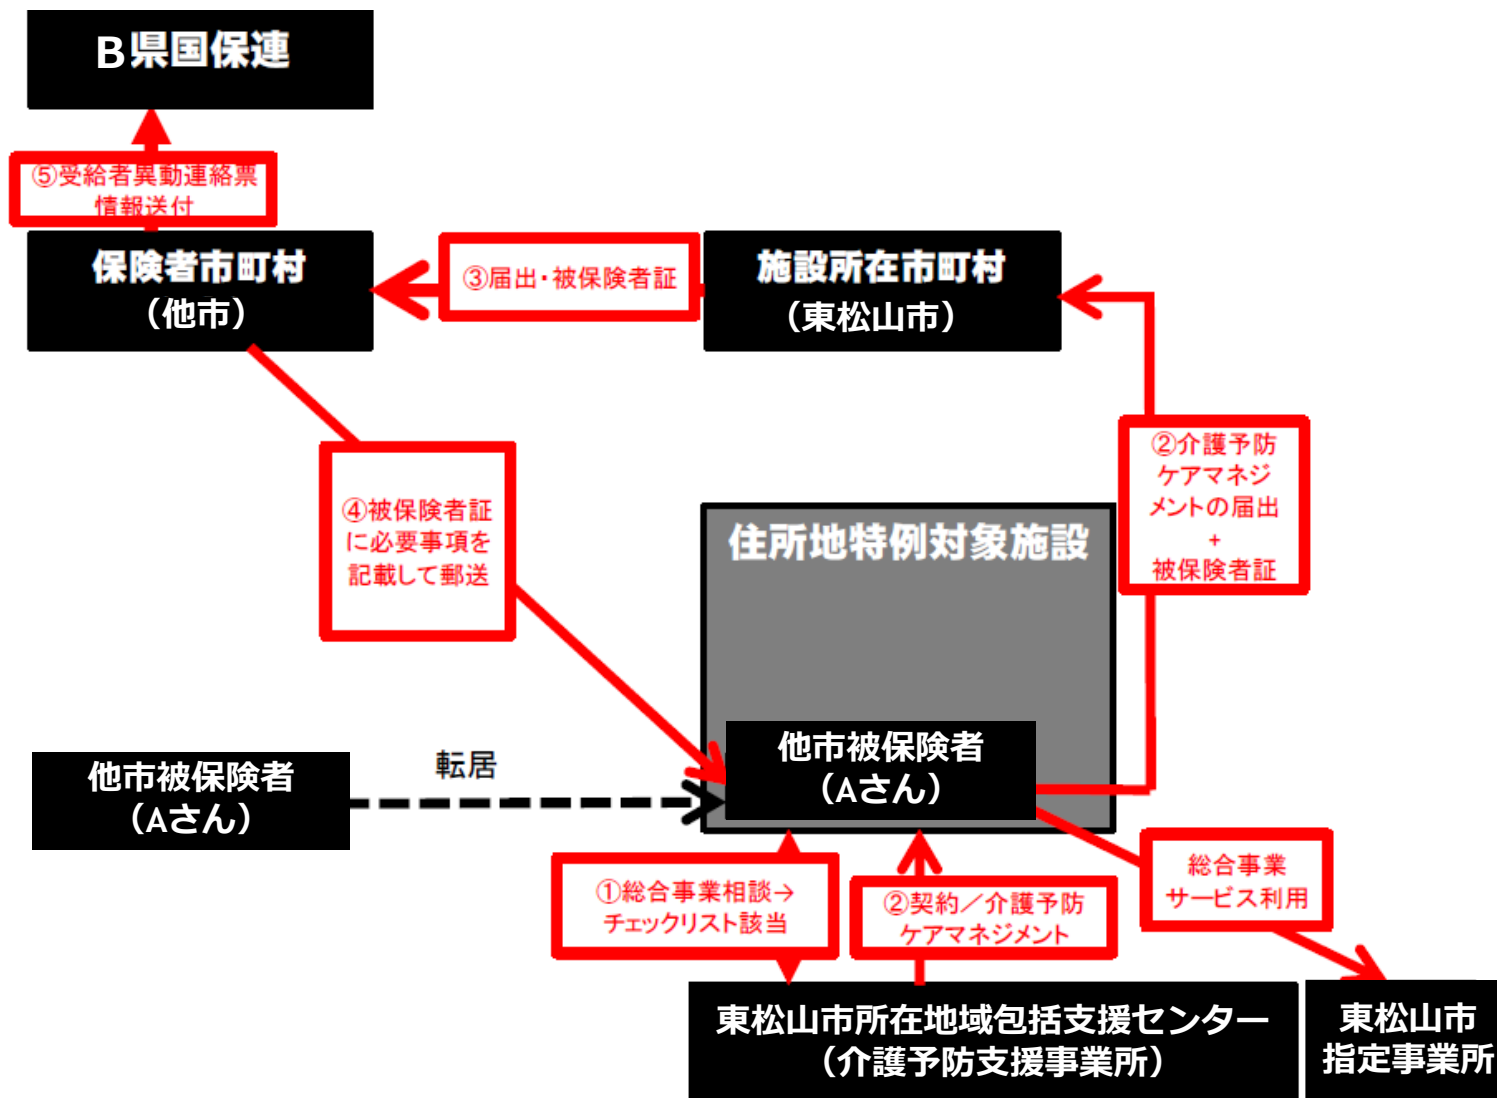 B県国保連
⑤受給者異動連絡票
情報送付
保険者市町村
（他市）
③届出・被保険者証
施設所在市町村
（東松山市）
②介護予防
ケアマネジ
メントの届出
+
被保険者証
④被保険者証
に必要事項を
記載して郵送
住所地特例対象施設
他市被保険者
（Aさん）
転居
他市被保険者
（Aさん）
①総合事業相談→
チェックリスト該当
②契約／介護予防
ケアマネジメント
総合事業
サービス利用
東松山市所在地域包括支援センター
（介護予防支援事業所）
東松山市
指定事業所